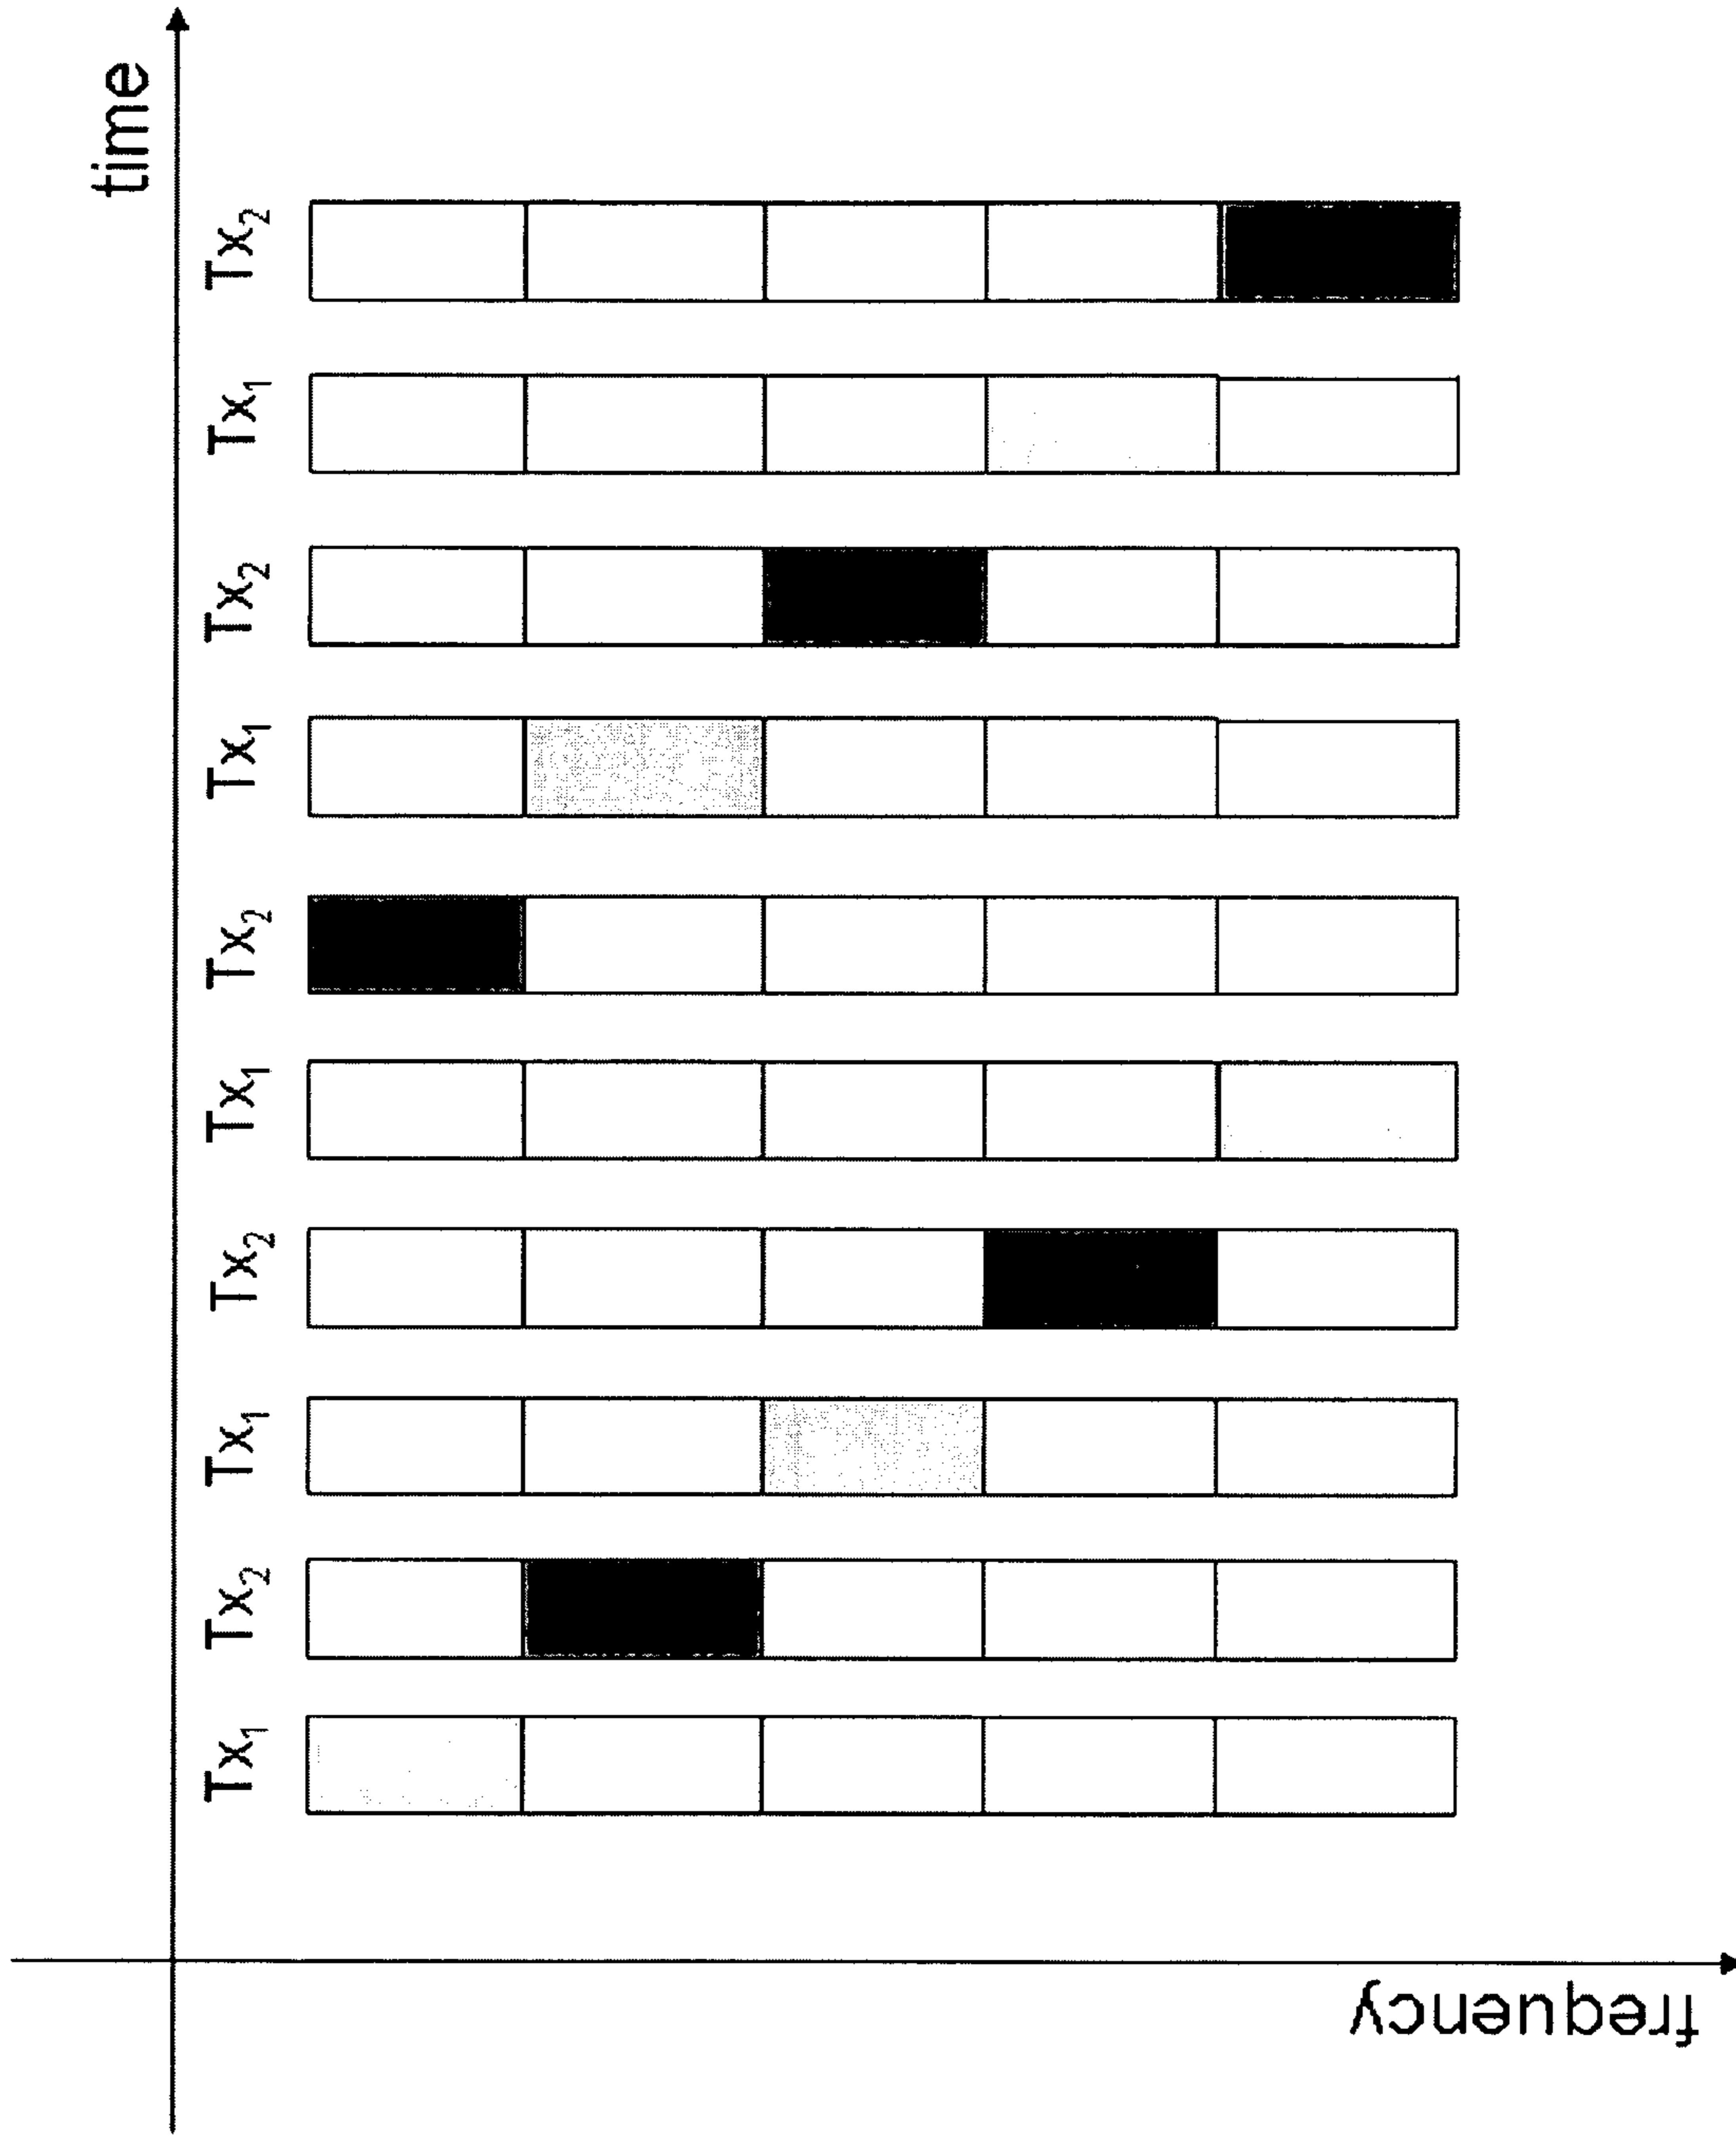 time
Tx₂
Tx₁
Tx₂
Tx₁
Tx₂
Tx₁
Tx₂
Tx₁
Tx₂
Tx₁
frequency